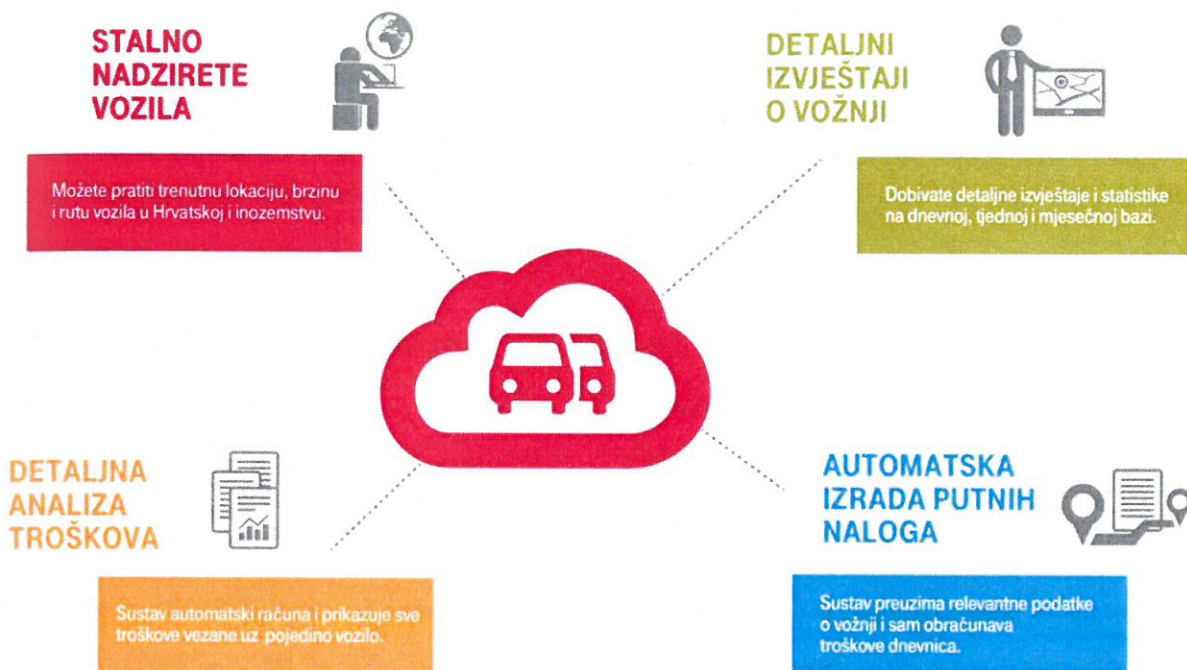 STALNO
NADZIRETE
VOZILA
Možete pratiti trenutnu lokaciju, brzinu
i rutu vozila u Hrvatskoj i inozemstvu.
DETALJNI
IZVJEŠTAJI
O VOŽNJI
Dobivate detaljne izvještaje i statistike
na dnevnoj, tjednoj i mjesečnoj bazi.
DETALJNA
ANALIZA
TROŠKOVA
Sustav automatski računa i prikazuje sve
troškove vezane uz pojedino vozilo.
AUTOMATSKA
IZRADA PUTNIH
NALOGA
Sustav preuzima relevantne podatke
o vožnji i sam obračunava
troškove dnevnica.